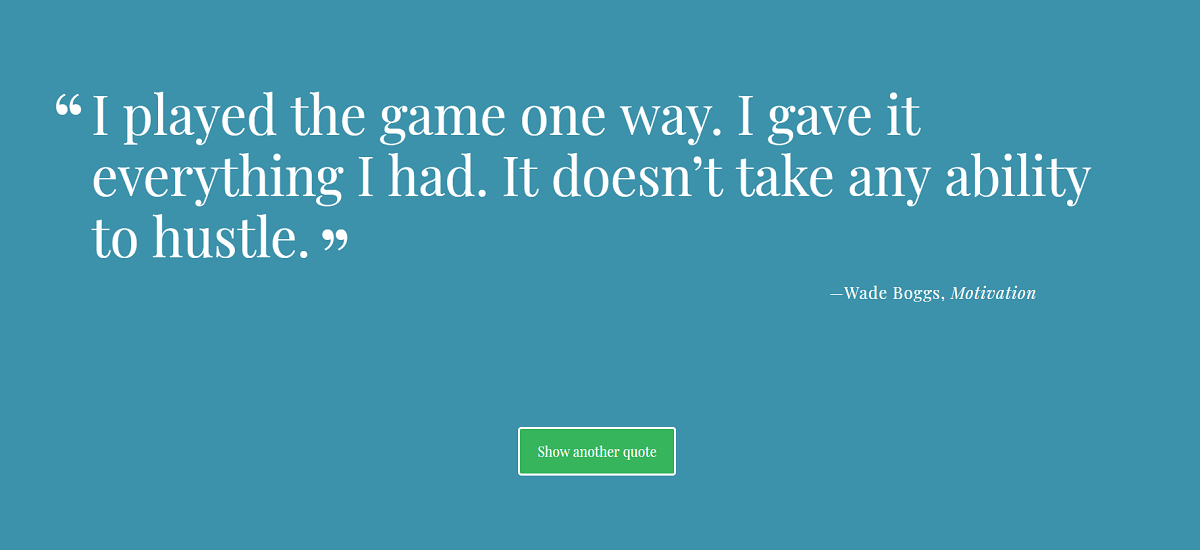 “ I played the game one way. I gave it
everything I had. It doesn’t take any ability
to hustle. ”
—Wade Boggs, Motivation
Show another quote